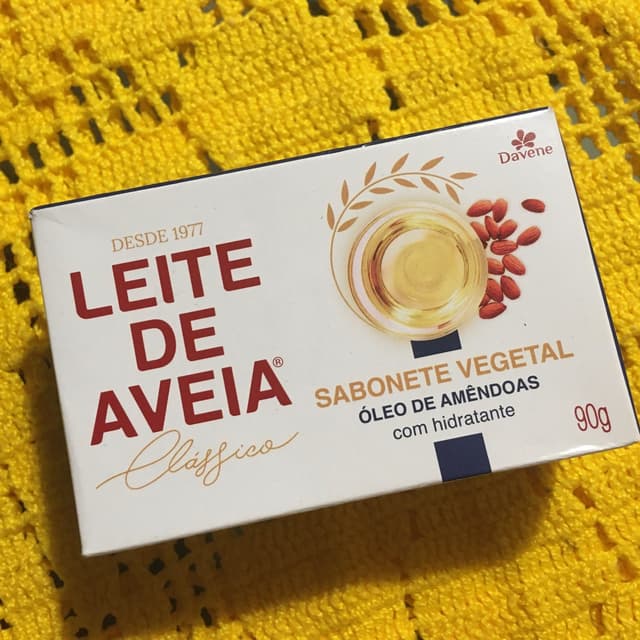 Davene
DESDE 1977
LEITE
DE
AVEIA®
Clássico
SABONETE VEGETAL
ÓLEO DE AMÊNDOAS
com hidratante
90g